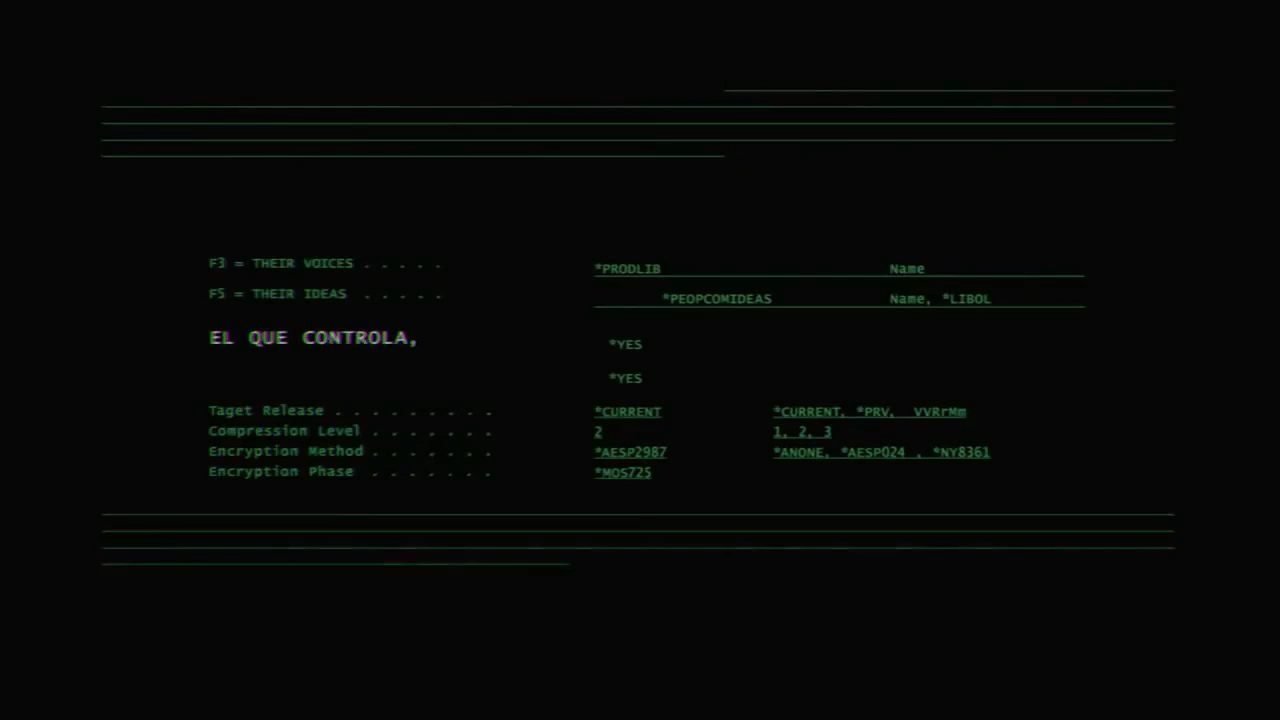 F3 = THEIR VOICES . . . . . *PRODLIB Name
F5 = THEIR IDEAS . . . . . *PEOPCOMIDEAS Name, *LIBOL
EL QUE CONTROLA, *YES
*YES
Taget Release . . . . . . . . . *CURRENT *CURRENT, *PRV, VVRrMm
Compression Level . . . . . . . 2 1, 2, 3
Encryption Method . . . . . . . *AESP2987 *ANONE, *AESP024 , *NY8361
Encryption Phase . . . . . . . *MOS725